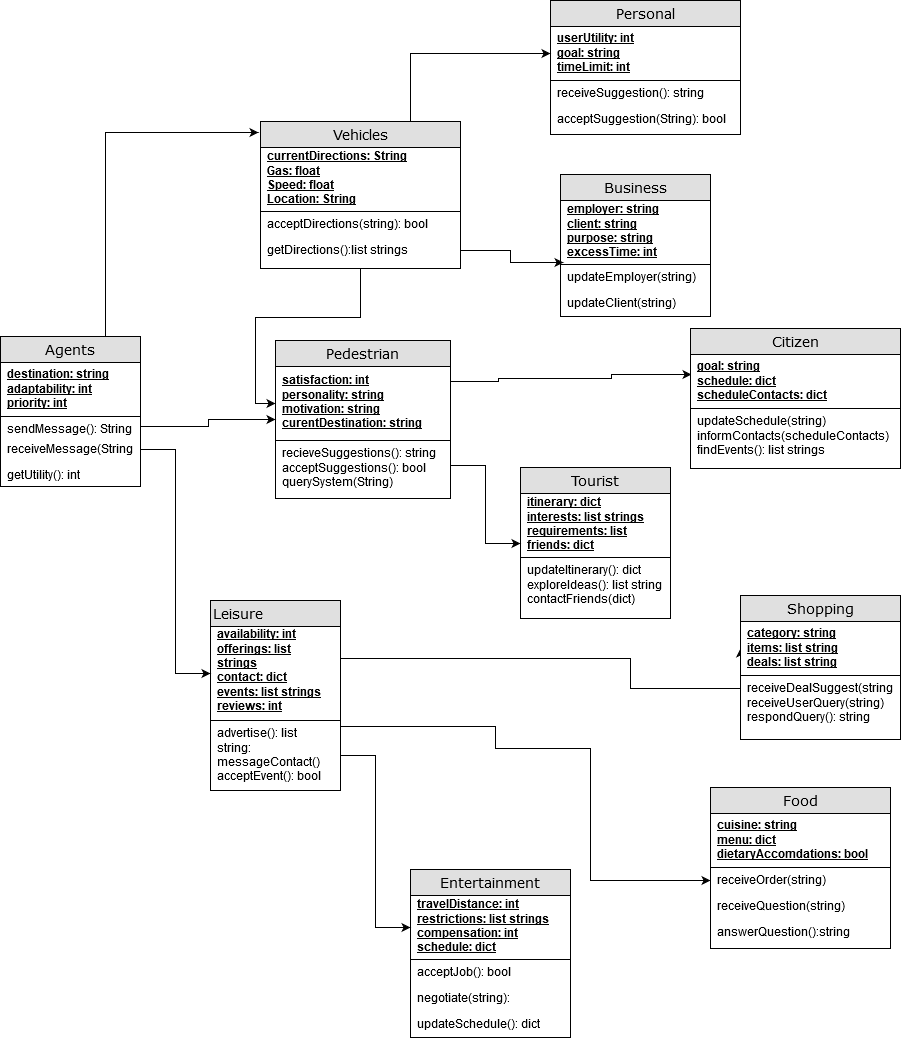 Personal
userUtility: int
goal: string
timeLimit: int
receiveSuggestion(): string
acceptSuggestion(String): bool
Vehicles
currentDirections: String
Gas: float
Speed: float
Location: String
acceptDirections(string): bool
getDirections():list strings
Business
employer: string
client: string
purpose: string
excessTime: int
updateEmployer(string)
updateClient(string)
Agents
destination: string
adaptability: int
priority: int
sendMessage(): String
receiveMessage(String
getUtility(): int
Pedestrian
satisfaction: int
personality: string
motivation: string
curentDestination: string
recieveSuggestions(): string
acceptSuggestions(): bool
querySystem(String)
Citizen
goal: string
schedule: dict
scheduleContacts: dict
updateSchedule(string)
informContacts(scheduleContacts)
findEvents(): list strings
Tourist
itinerary: dict
interests: list strings
requirements: list
friends: dict
updateItinerary(): dict
exploreIdeas(): list string
contactFriends(dict)
Leisure
availability: int
offerings: list
strings
contact: dict
events: list strings
reviews: int
advertise(): list
string:
messageContact()
acceptEvent(): bool
Shopping
category: string
items: list string
deals: list string
receiveDealSuggest(string
receiveUserQuery(string)
respondQuery(): string
Food
cuisine: string
menu: dict
dietaryAccomdations: bool
receiveOrder(string)
receiveQuestion(string)
answerQuestion():string
Entertainment
travelDistance: int
restrictions: list strings
compensation: int
schedule: dict
acceptJob(): bool
negotiate(string):
updateSchedule(): dict